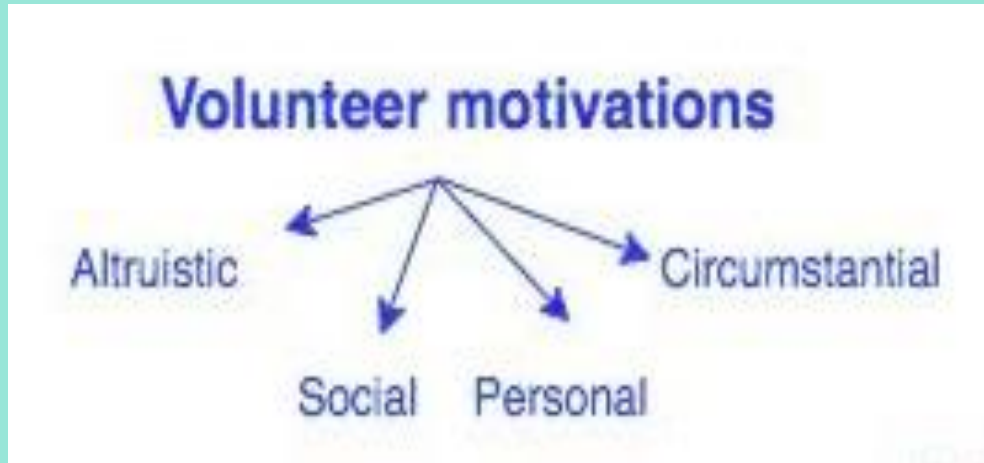 Volunteer motivations
Altruistic
Circumstantial
Social
Personal